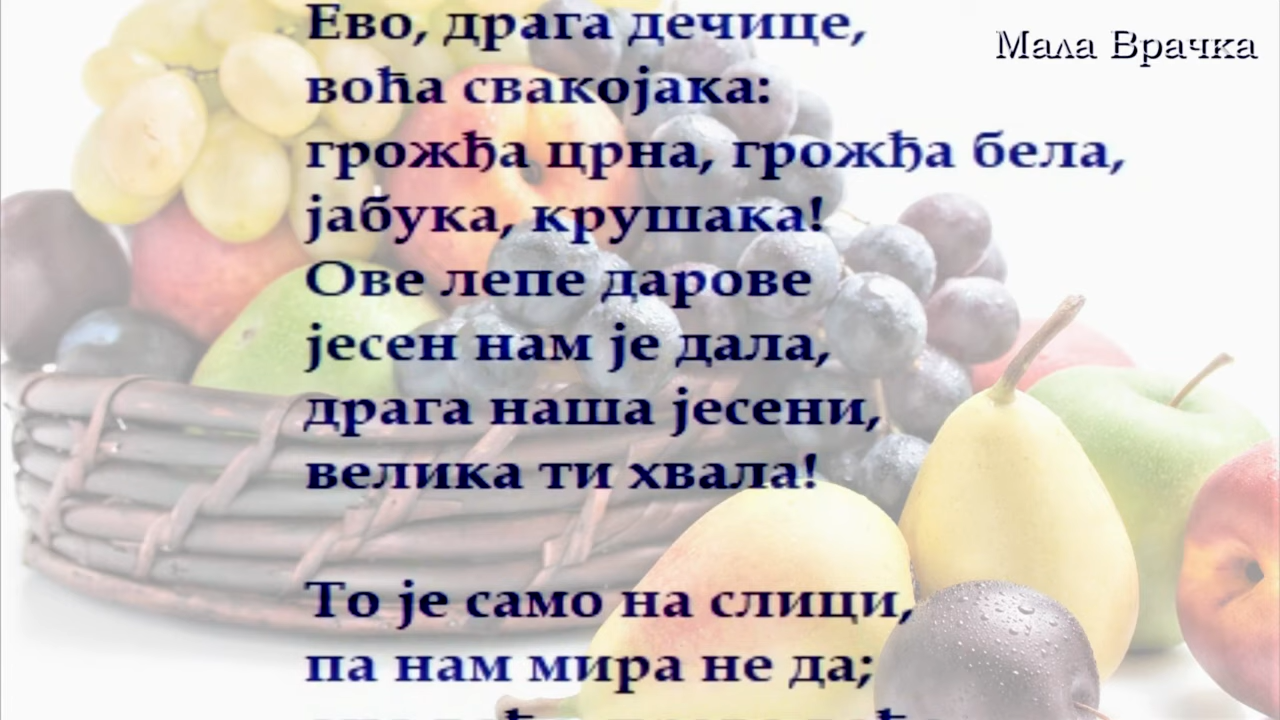 Ево, драга дечице,
Мала Врачка
воћа свакојака:
грожђа црна, грожђа бела,
јабука, крушака!
Ове лепе дарове
јесен нам је дала,
драга наша јесени,
велика ти хвала!
То је само на слици,
па нам мира не да;